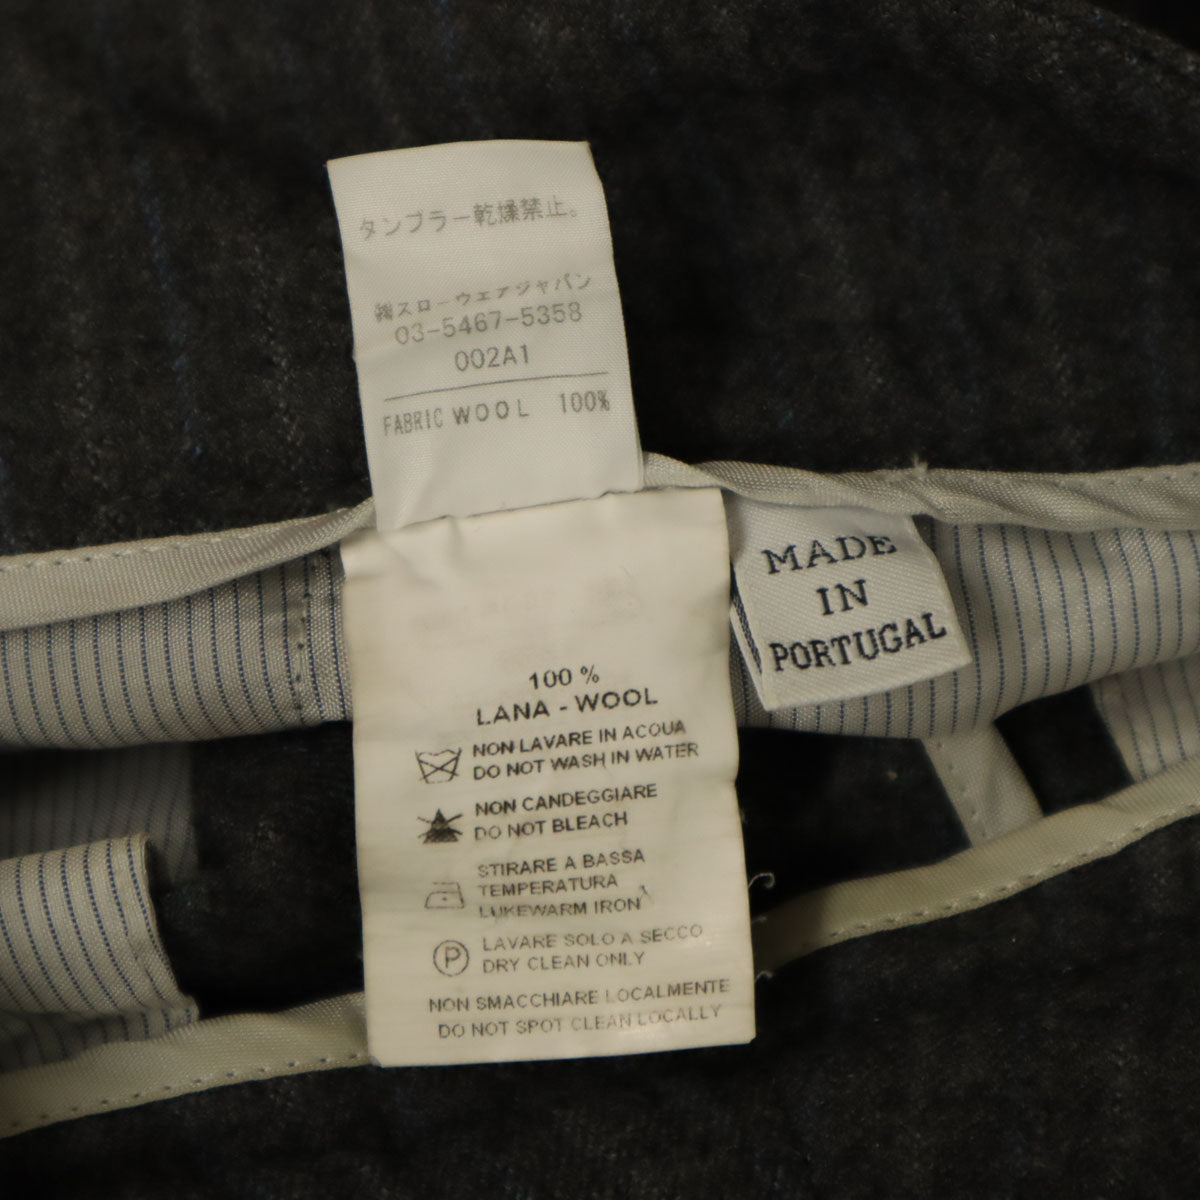 タンブラー乾燥禁止。
㈱スローウェアジャパン
03-5467-5358
002A1
FABRIC WOOL 100%
MADE
IN
PORTUGAL
100 %
LANA - WOOL
NON LAVARE IN ACQUA
DO NOT WASH IN WATER
NON CANDEGGIARE
DO NOT BLEACH
STIRARE A BASSA
TEMPERATURA
LUKEWARM IRON
P
LAVARE SOLO A SECCO
DRY CLEAN ONLY
NON SMACCHIARE LOCALMENTE
DO NOT SPOT CLEAN LOCALLY